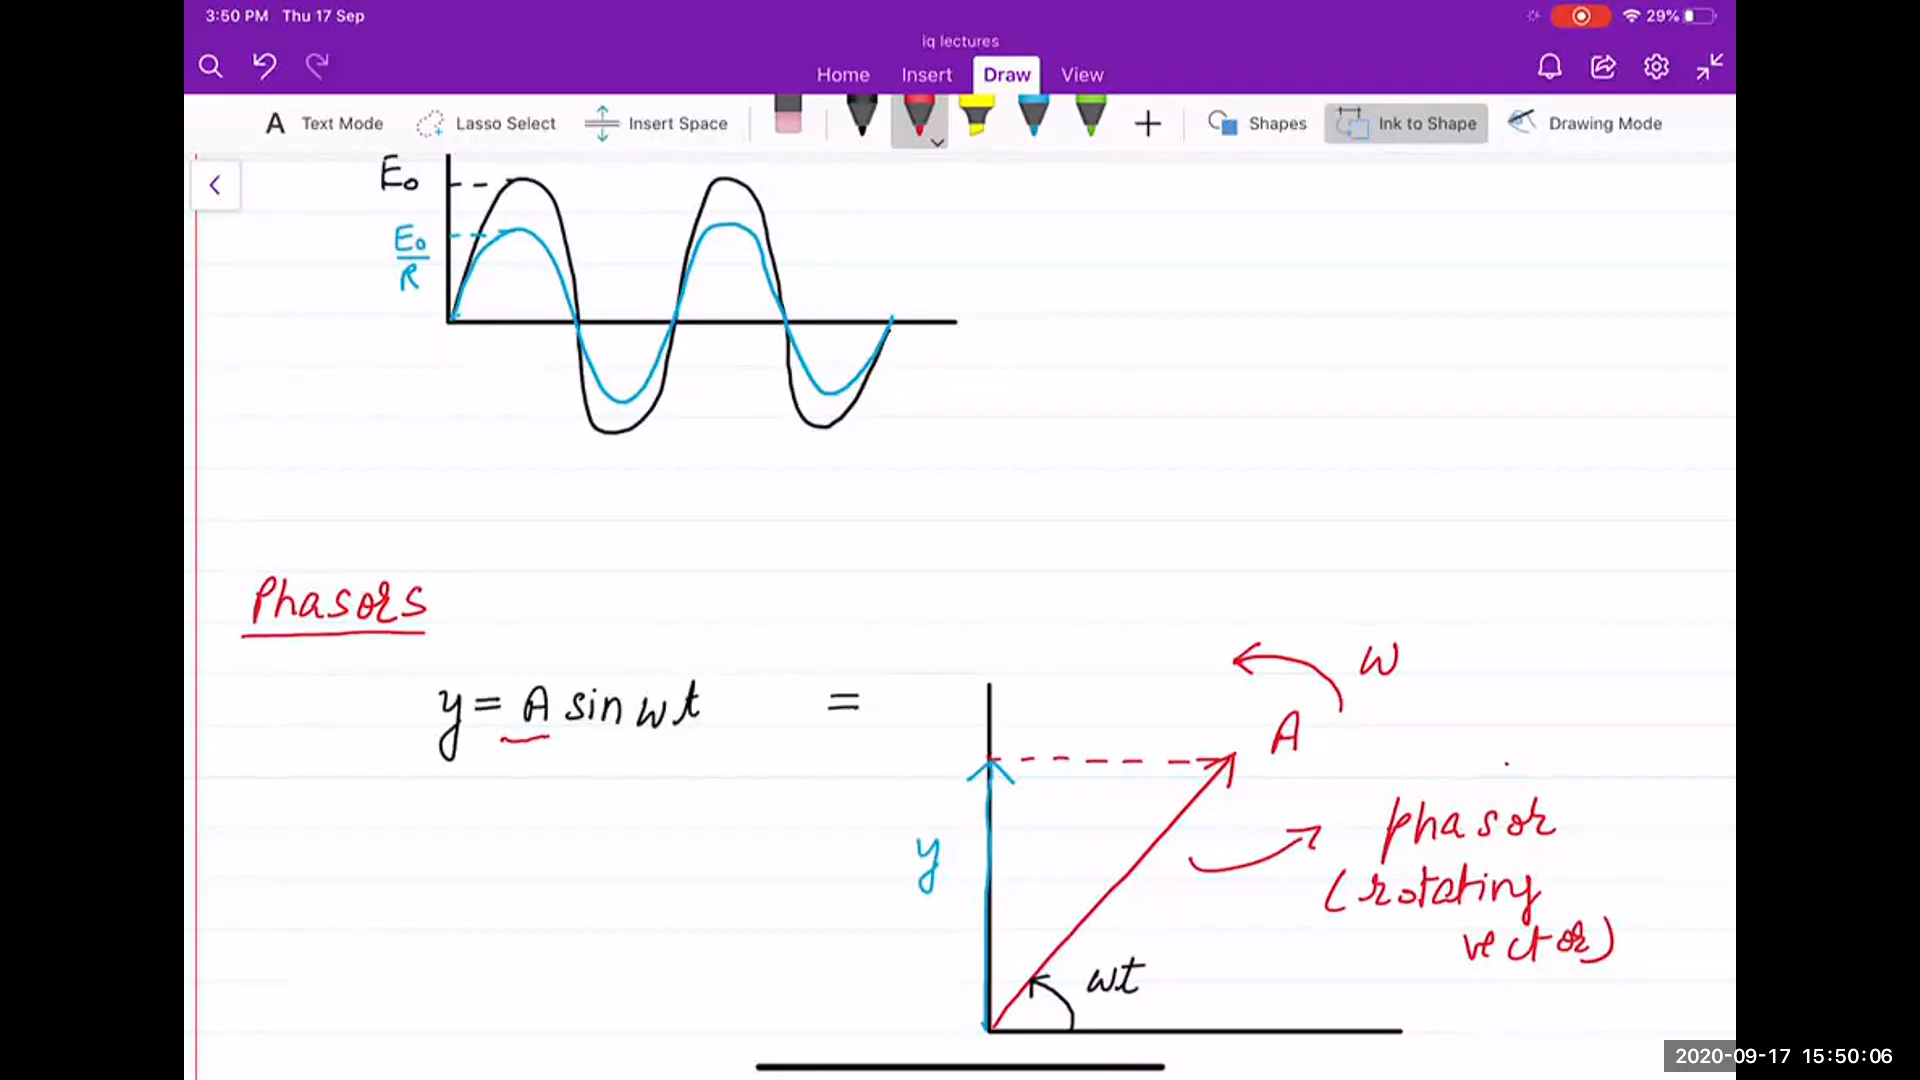 3:50 PM Thu 17 Sep
29%
iq lectures
Home Insert Draw View
A Text Mode Lasso Select Insert Space Shapes Ink to Shape Drawing Mode
E₀
E₀/R
Phasors
y = A sin ωt =
ω
A
y
phasor
(rotating
vector)
ωt
2020-09-17 15:50:06